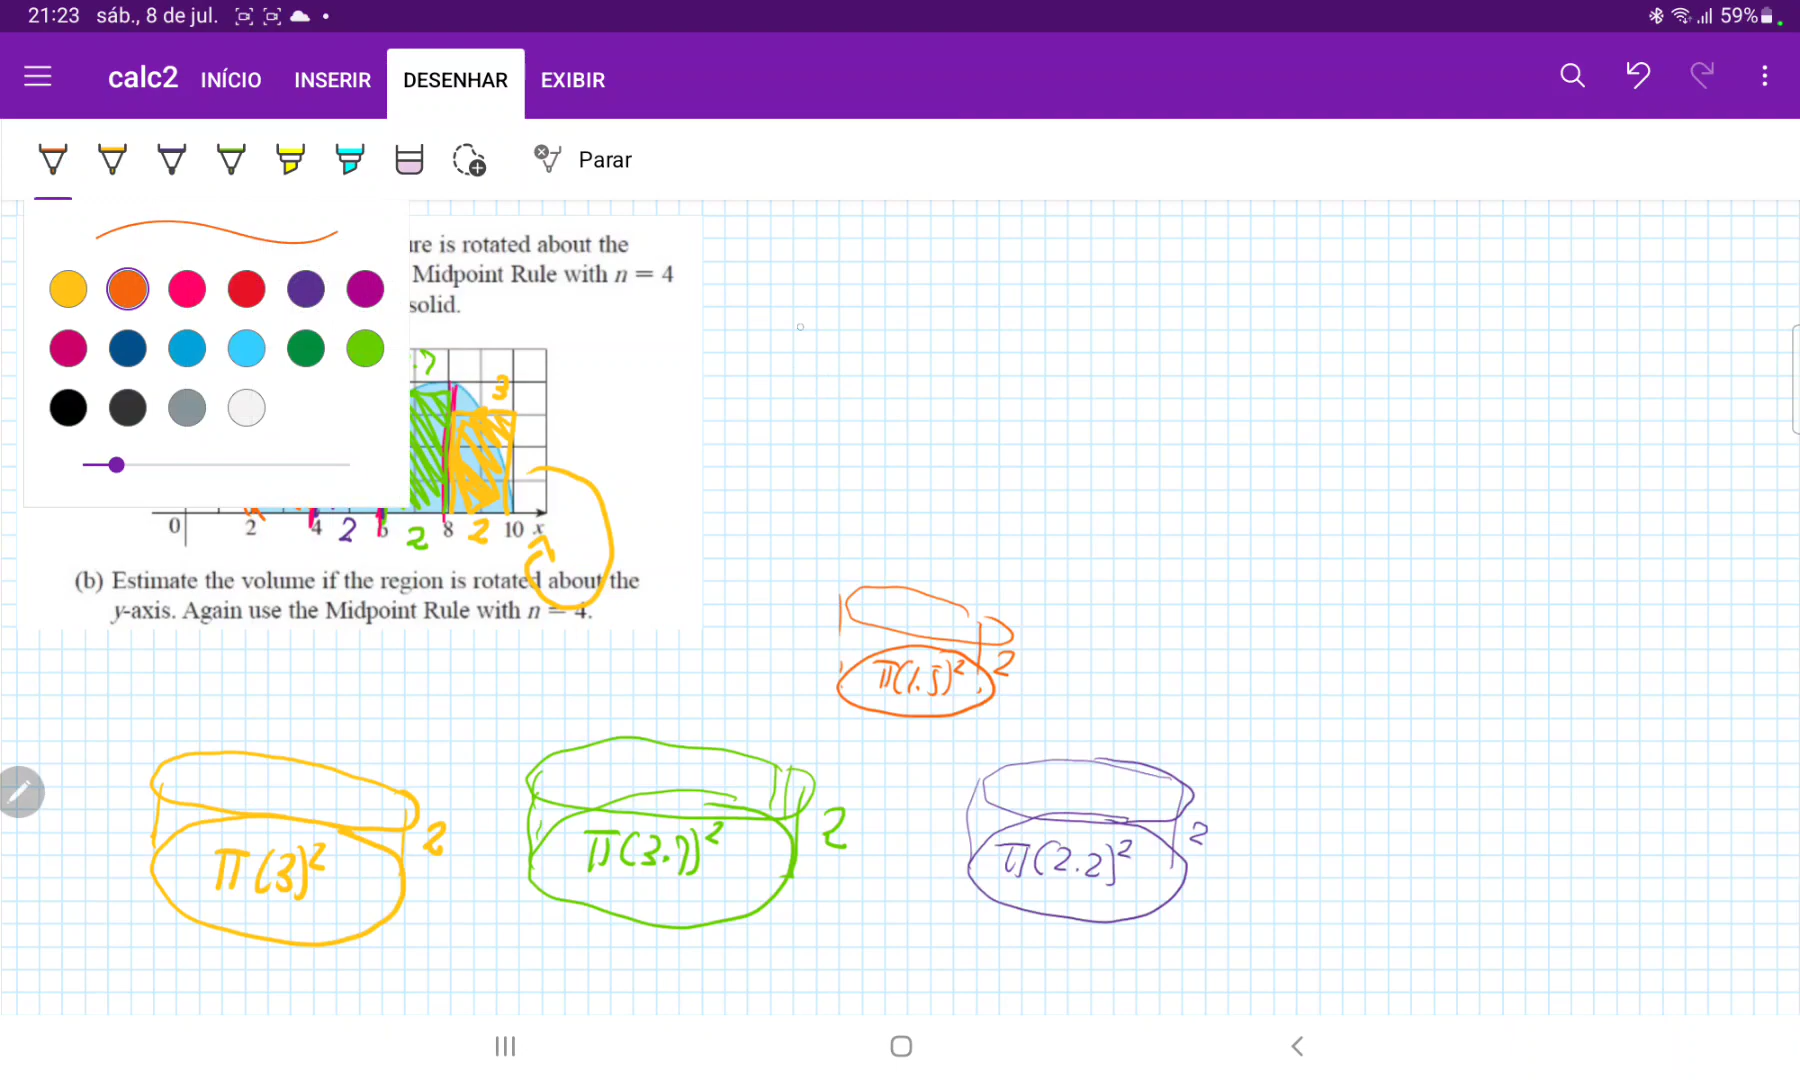 21:23 sáb., 8 de jul. 59%
calc2 INÍCIO INSERIR DESENHAR EXIBIR
Parar
is rotated about the
Midpoint Rule with n = 4
solid.
3
0 2 4 6 8 10 x
2 2 2
(b) Estimate the volume if the region is rotated about the
y-axis. Again use the Midpoint Rule with n = 4.
π(1.5)² 2
π(3)² 2
π(3.7)² 2
π(2.2)² 2